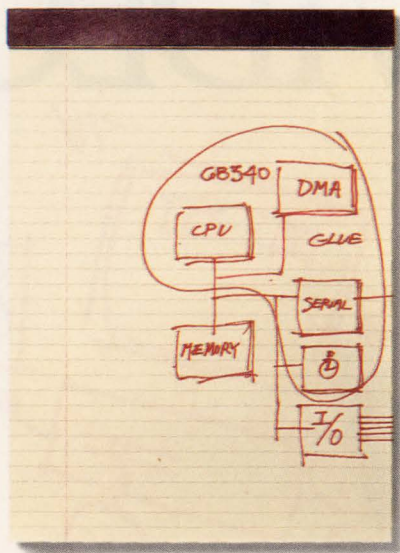 68340
DMA
CPU
GLUE
SERIAL
MEMORY
I/O